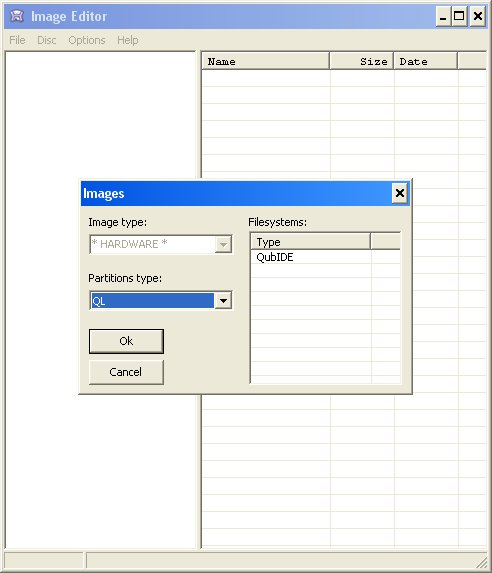 Image Editor
File Disc Options Help
Name Size Date
Images
Image type:
* HARDWARE *
Partitions type:
QL
Ok
Cancel
Filesystems:
Type
QubIDE